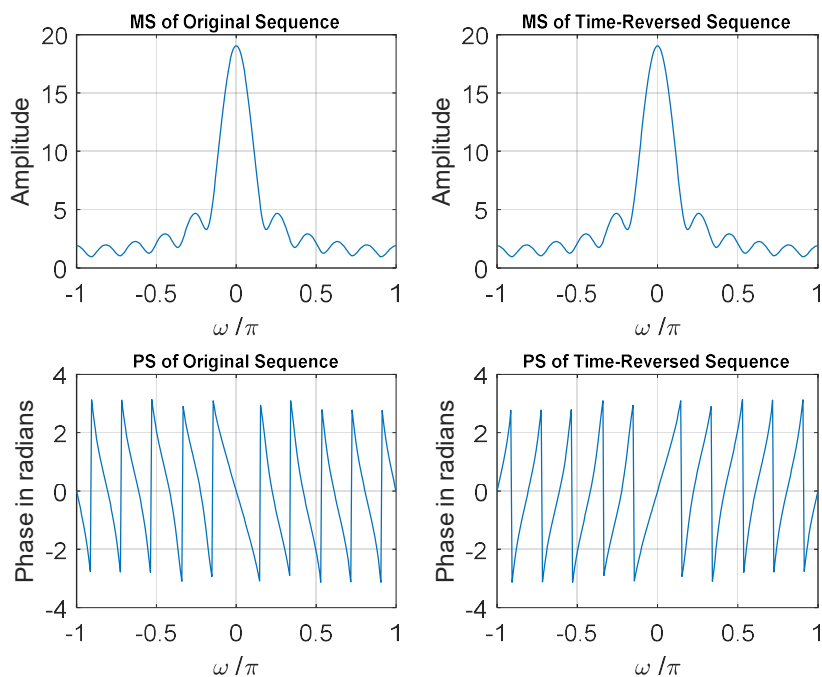 MS of Original Sequence
20
15
10
5
0
Amplitude
-1 -0.5 0 0.5 1
ω /π
MS of Time-Reversed Sequence
20
15
10
5
0
Amplitude
-1 -0.5 0 0.5 1
ω /π
PS of Original Sequence
4
2
0
-2
-4
Phase in radians
-1 -0.5 0 0.5 1
ω /π
PS of Time-Reversed Sequence
4
2
0
-2
-4
Phase in radians
-1 -0.5 0 0.5 1
ω /π